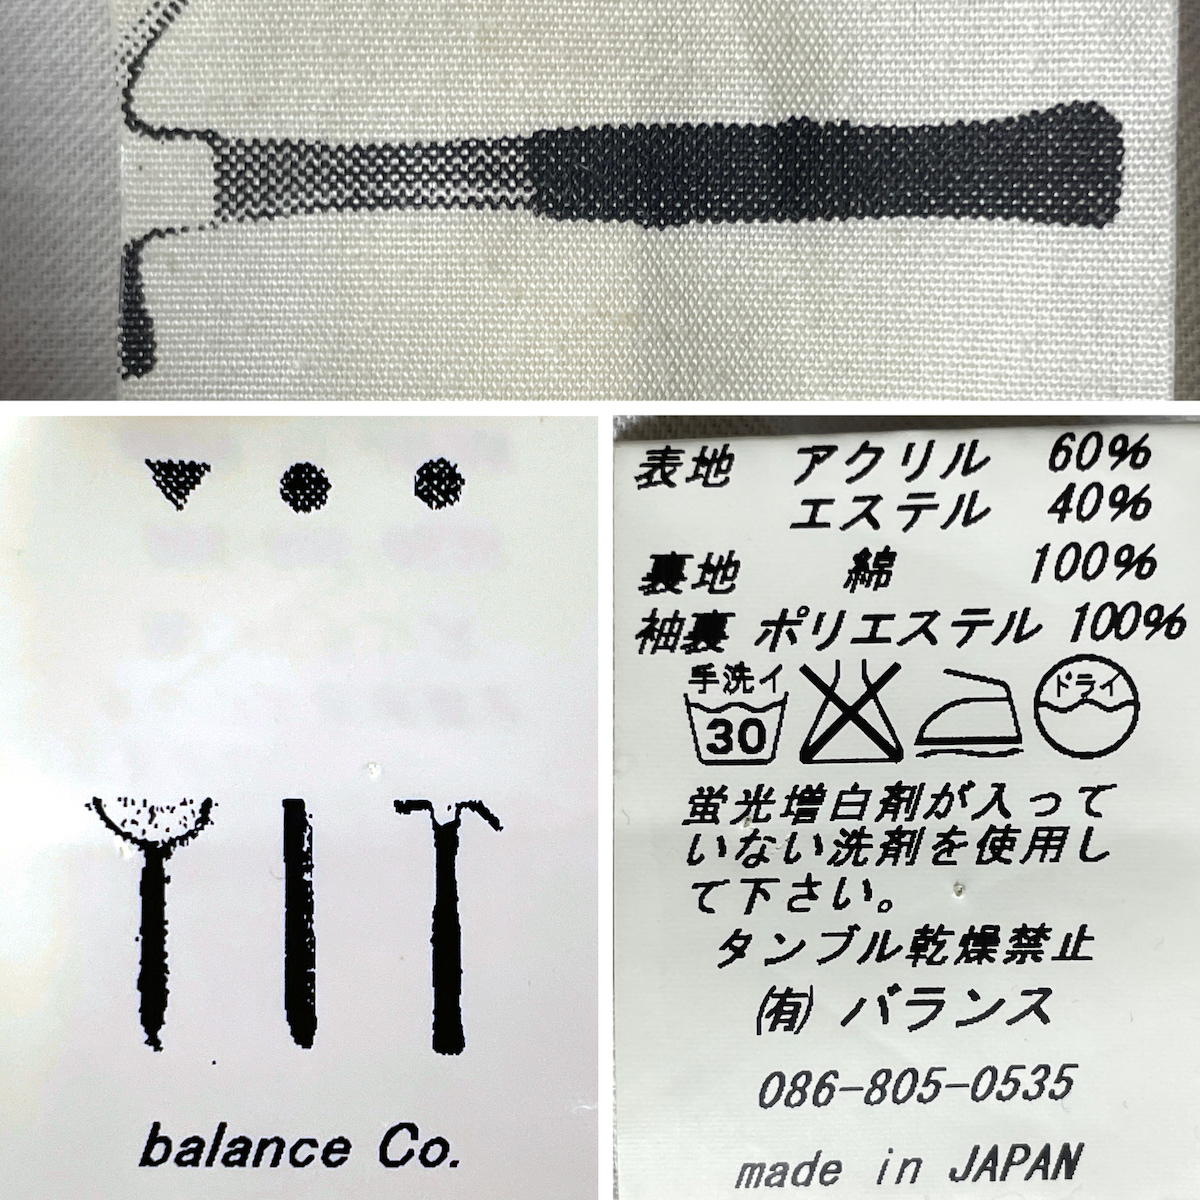 balance Co.
表地 アクリル 60%
エステル 40%
裏地 綿 100%
袖裏 ポリエステル 100%
手洗イ
30
ドライ
蛍光増白剤が入って
いない洗剤を使用し
て下さい。
タンブル乾燥禁止
㈲ バランス
086-805-0535
made in JAPAN